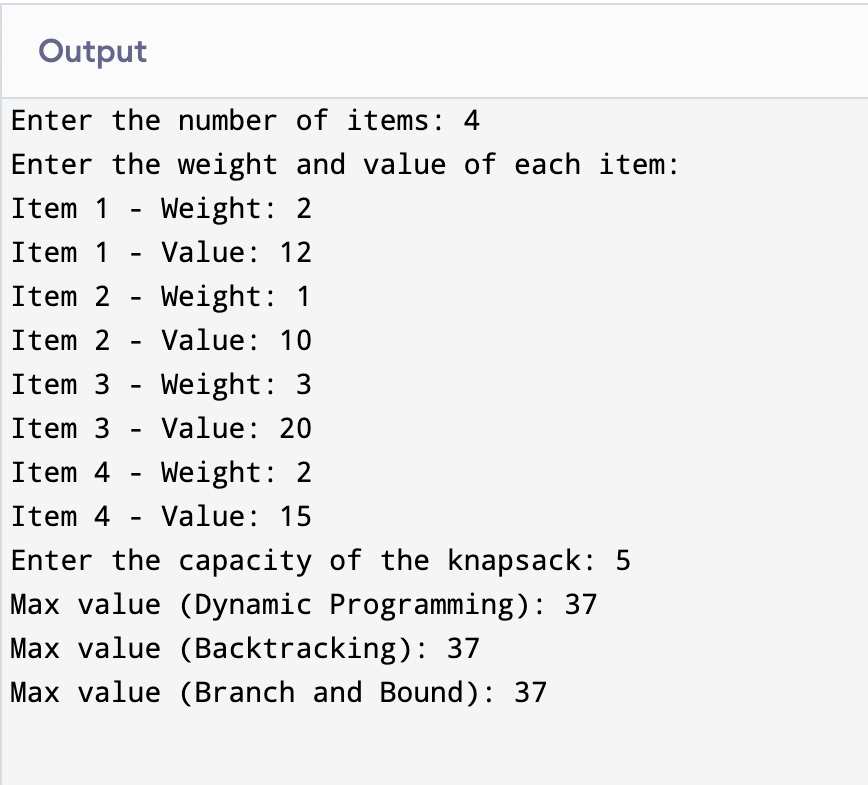 Output
Enter the number of items: 4
Enter the weight and value of each item:
Item 1 - Weight: 2
Item 1 - Value: 12
Item 2 - Weight: 1
Item 2 - Value: 10
Item 3 - Weight: 3
Item 3 - Value: 20
Item 4 - Weight: 2
Item 4 - Value: 15
Enter the capacity of the knapsack: 5
Max value (Dynamic Programming): 37
Max value (Backtracking): 37
Max value (Branch and Bound): 37